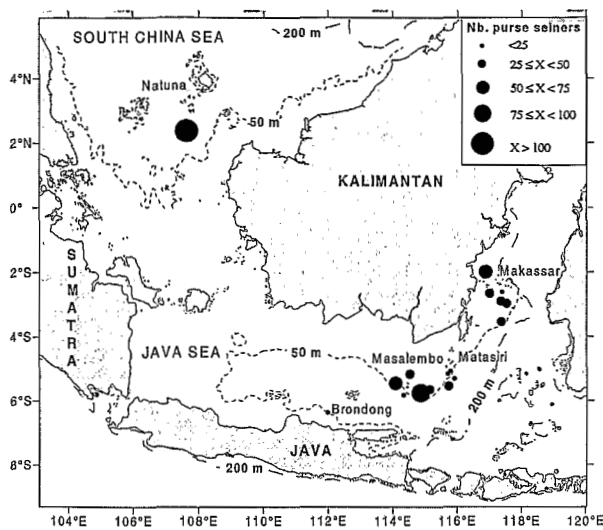 SOUTH CHINA SEA
200 m
Nb. purse seiners
<25
25 ≤ X < 50
50 ≤ X < 75
75 ≤ X < 100
X > 100
4°N
Natuna
50 m
2°N
KALIMANTAN
0°
SUMATRA
2°S
Makassar
4°S
JAVA SEA
50 m
Masalembo
Matasiri
200 m
6°S
Brondong
JAVA
8°S
200 m
104°E
106°E
108°E
110°E
112°E
114°E
116°E
118°E
120°E